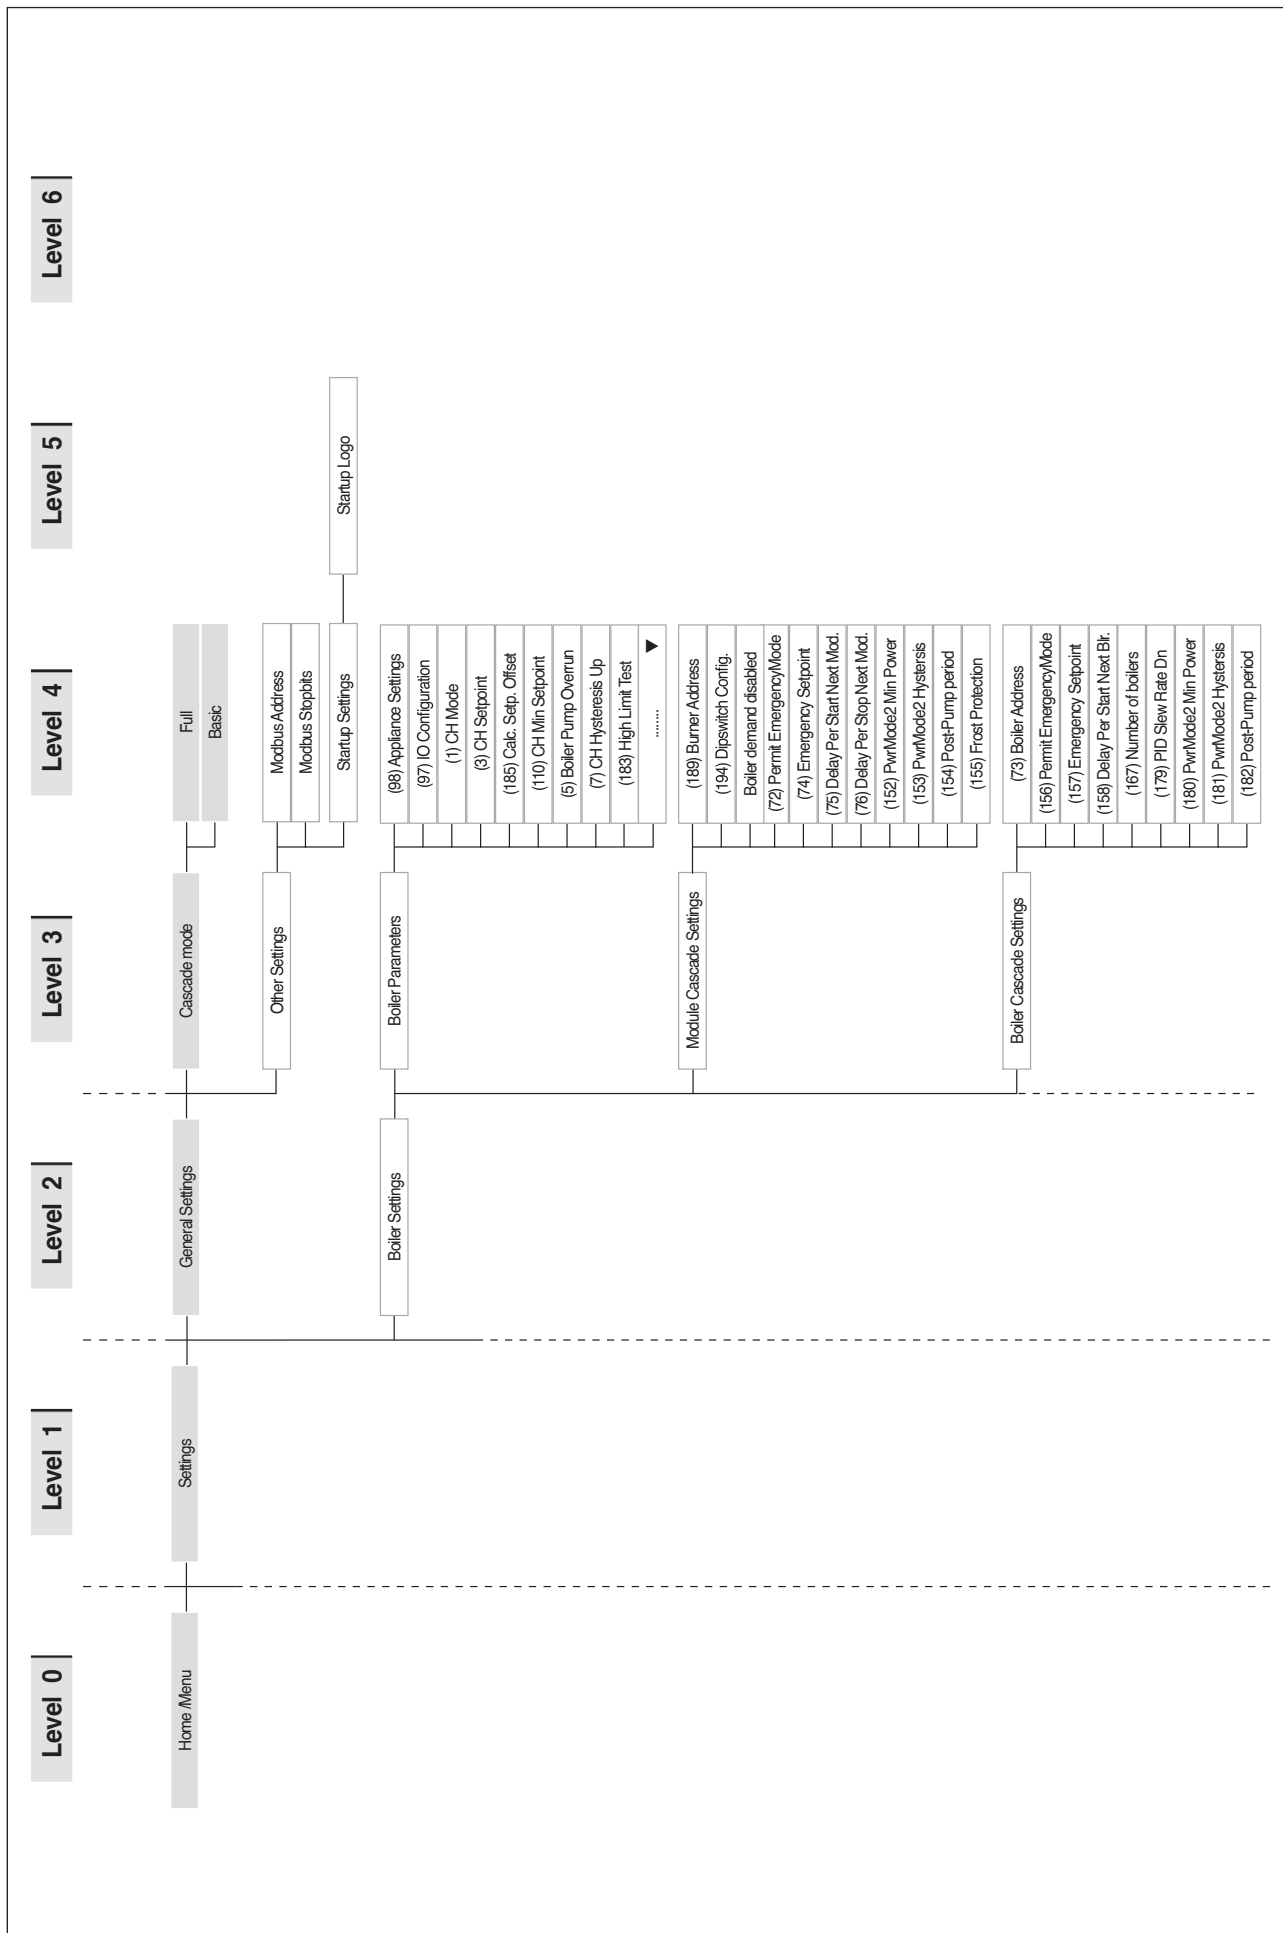 Level 0
Level 1
Level 2
Level 3
Level 4
Level 5
Level 6
Home /Menu
Settings
General Settings
Cascade mode
Full
Basic
Other Settings
Modbus Address
Modbus Stopbits
Startup Settings
Startup Logo
Boiler Settings
Boiler Parameters
(98) Appliance Settings
(97) IO Configuration
(1) CH Mode
(3) CH Setpoint
(185) Calc. Setp. Offset
(110) CH Min Setpoint
(5) Boiler Pump Overrun
(7) CH Hysteresis Up
(183) High Limit Test
........ ▼
Module Cascade Settings
(189) Burner Address
(194) Dipswitch Config.
Boiler demand disabled
(72) Permit EmergencyMode
(74) Emergency Setpoint
(75) Delay Per Start Next Mod.
(76) Delay Per Stop Next Mod.
(152) PwrMode2 Min Power
(153) PwrMode2 Hystersis
(154) Post-Pump period
(155) Frost Protection
Boiler Cascade Settings
(73) Boiler Address
(156) Permit EmergencyMode
(157) Emergency Setpoint
(158) Delay Per Start Next Blr.
(167) Number of boilers
(179) PID Slew Rate Dn
(180) PwrMode2 Min Power
(181) PwrMode2 Hystersis
(182) Post-Pump period